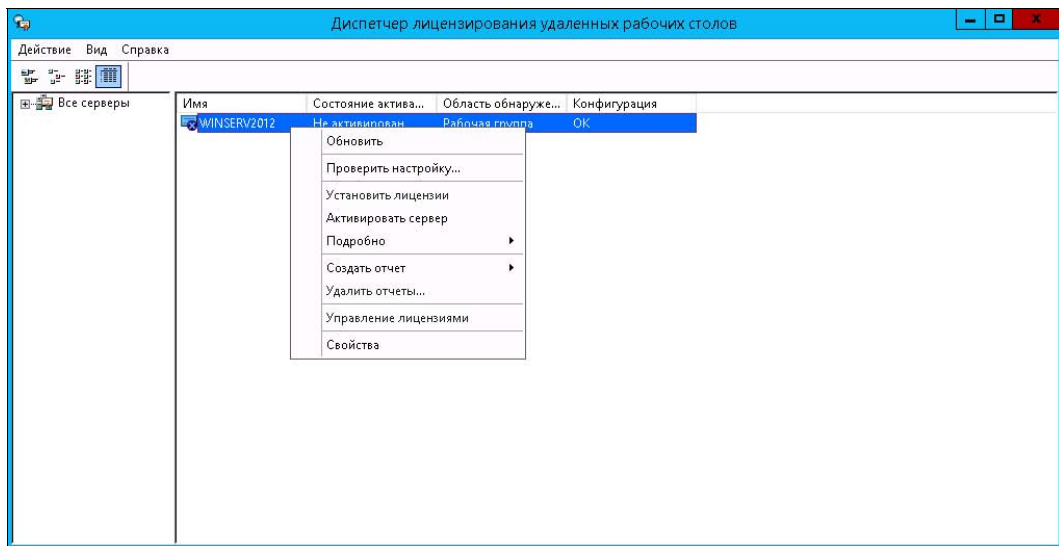 Диспетчер лицензирования удаленных рабочих столов
Действие Вид Справка
Все серверы
Имя Состояние актива... Область обнаруже... Конфигурация
WINSERV2012 Не активирован Рабочая группа ОК
Обновить
Проверить настройку...
Установить лицензии
Активировать сервер
Подробно
Создать отчет
Удалить отчеты...
Управление лицензиями
Свойства